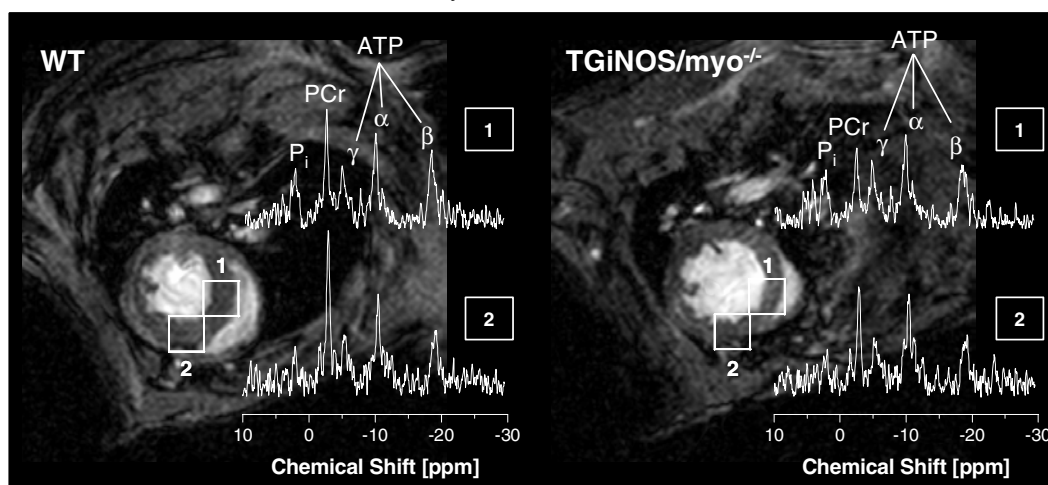 WT
ATP
PCr
α
γ
β
Pi
1
1
2
2
10 0 -10 -20 -30
Chemical Shift [ppm]
TGiNOS/myo-/-
ATP
PCr
α
γ
β
Pi
1
1
2
2
10 0 -10 -20 -30
Chemical Shift [ppm]